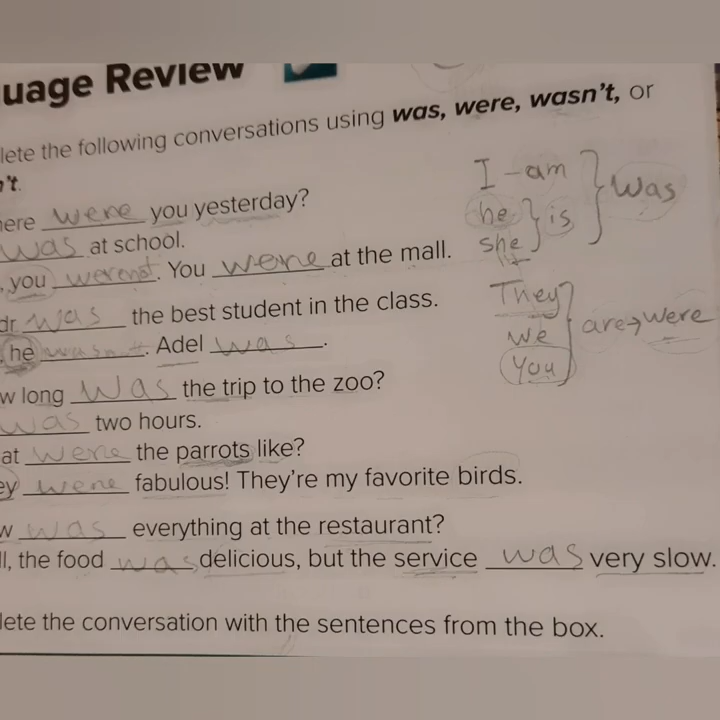 uage Review
lete the following conversations using was, were, wasn't, or
n't.
here were you yesterday?
was at school.
, you werenot. You were at the mall.
dr was the best student in the class.
, he wasn't. Adel was.
w long was the trip to the zoo?
was two hours.
at were the parrots like?
ey were fabulous! They're my favorite birds.
w was everything at the restaurant?
ll, the food was delicious, but the service was very slow.
lete the conversation with the sentences from the box.
I - am
he is was
she
it
They
we are → were
You